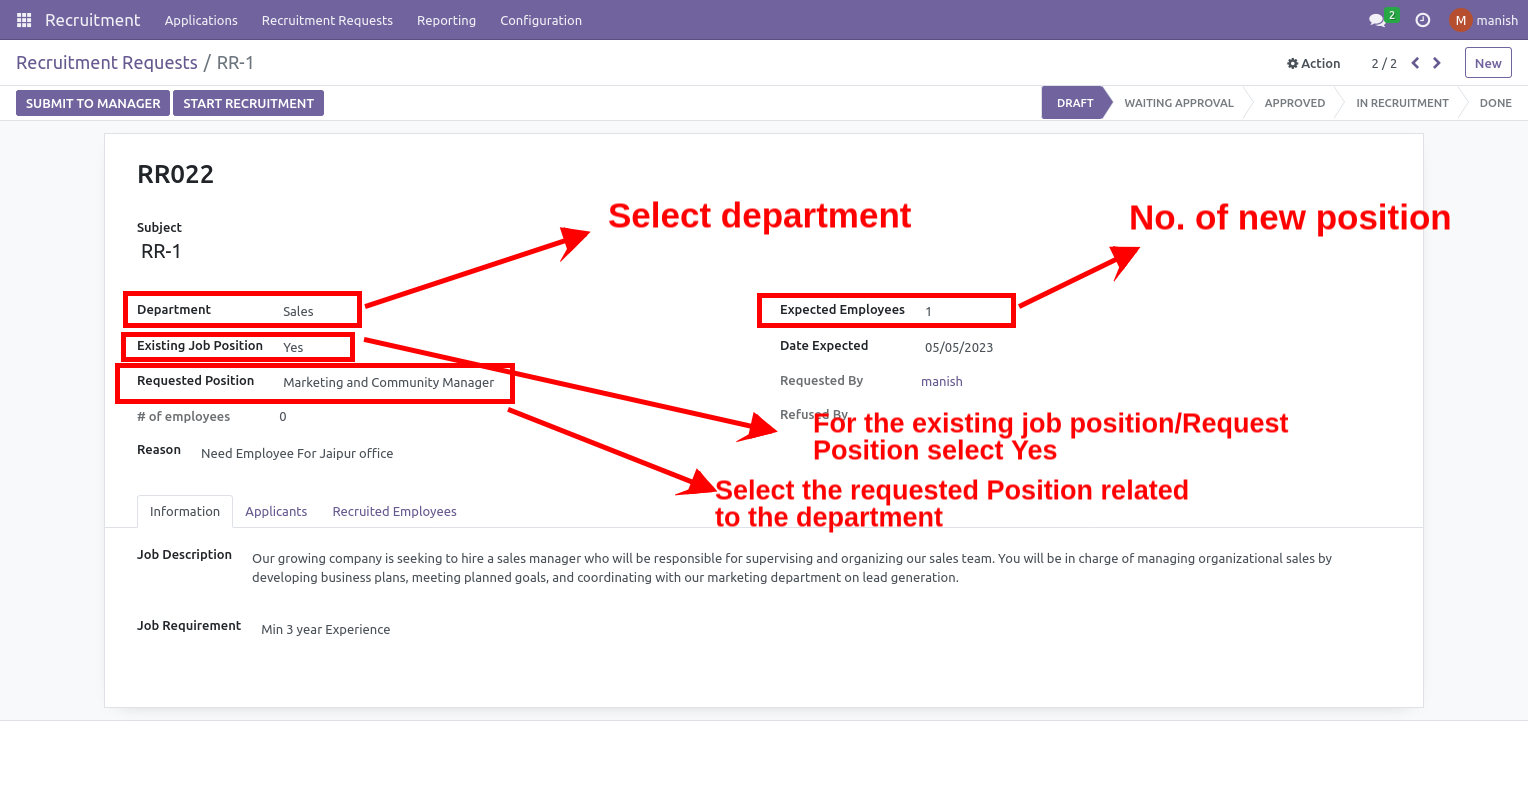 Recruitment Applications Recruitment Requests Reporting Configuration 2 M manish
Recruitment Requests / RR-1 Action 2 / 2 New
SUBMIT TO MANAGER START RECRUITMENT DRAFT WAITING APPROVAL APPROVED IN RECRUITMENT DONE
RR022
Select department
No. of new position
Subject
RR-1
Department Sales
Expected Employees 1
Existing Job Position Yes
Date Expected 05/05/2023
Requested Position Marketing and Community Manager
Requested By manish
# of employees 0
Refused By
For the existing job position/Request
Position select Yes
Reason Need Employee For Jaipur office
Select the requested Position related
to the department
Information Applicants Recruited Employees
Job Description Our growing company is seeking to hire a sales manager who will be responsible for supervising and organizing our sales team. You will be in charge of managing organizational sales by
developing business plans, meeting planned goals, and coordinating with our marketing department on lead generation.
Job Requirement Min 3 year Experience